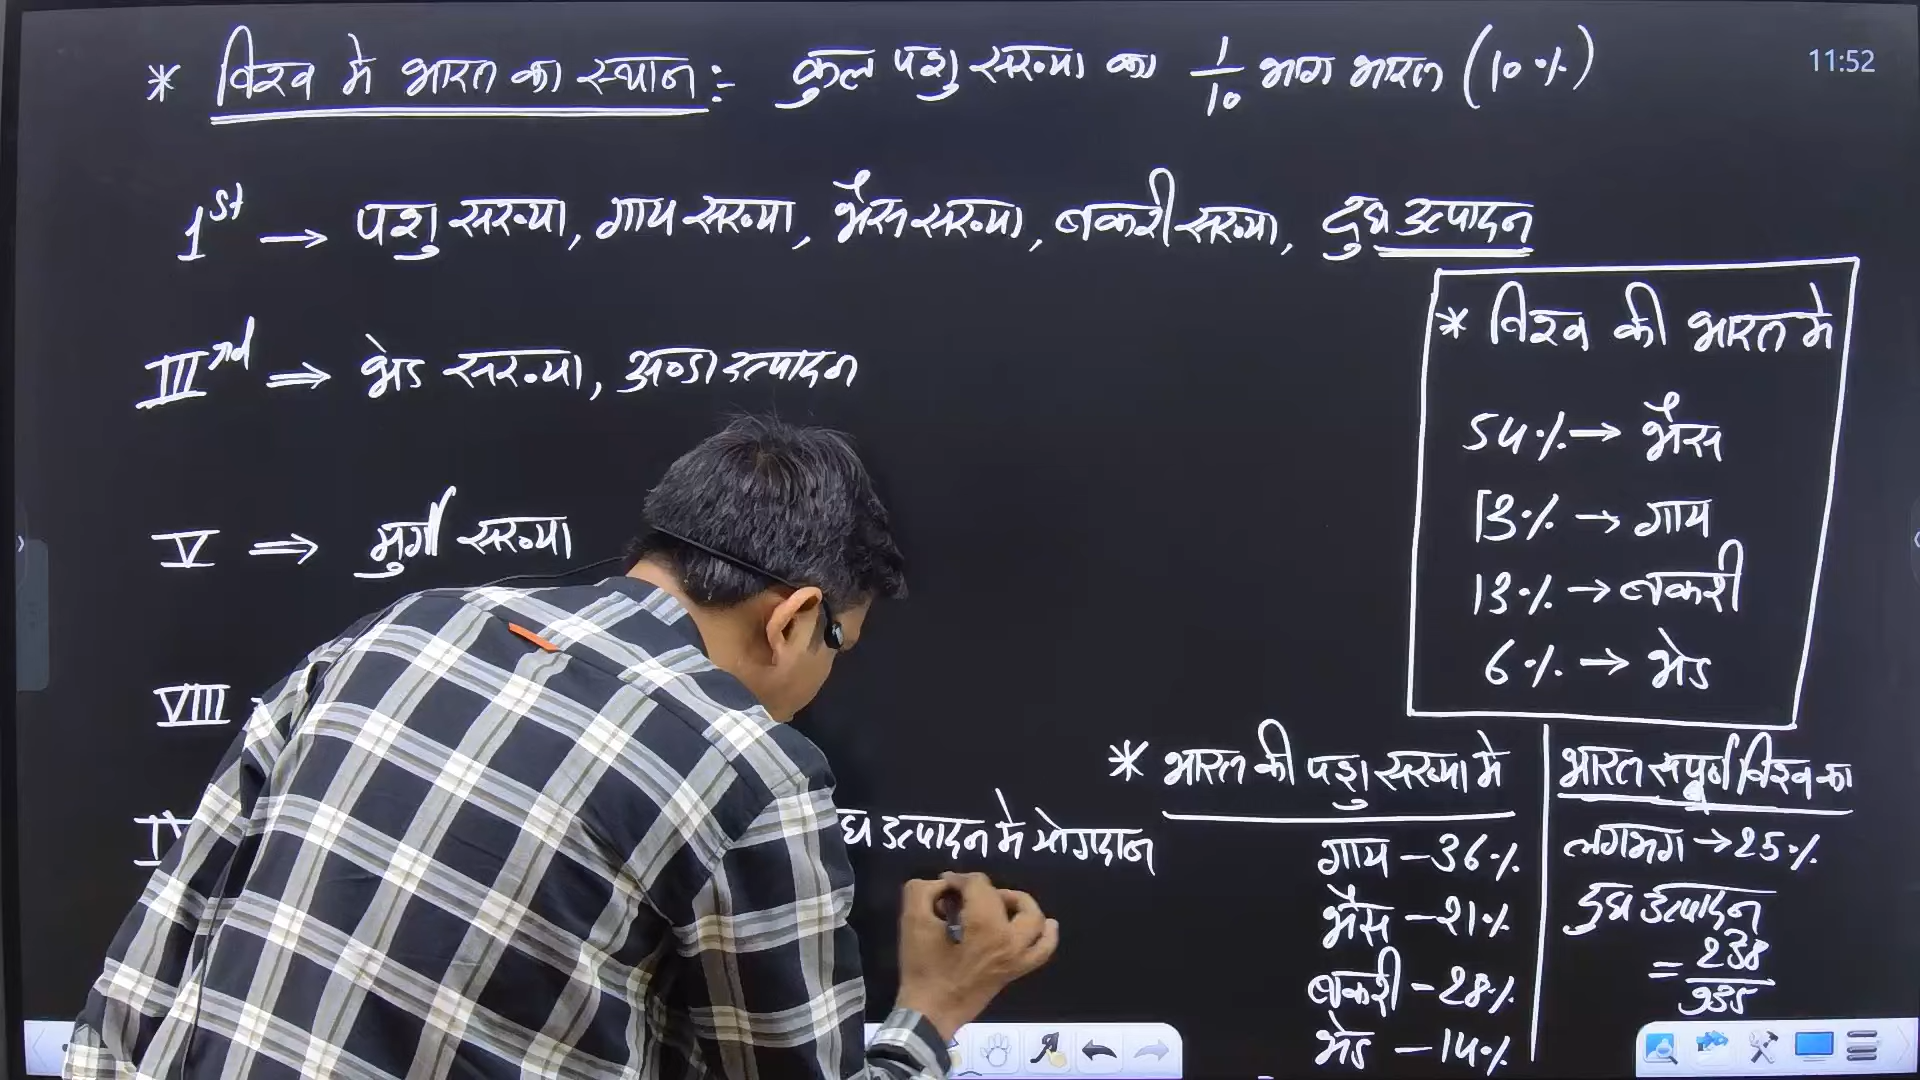 * विश्व मे भारत का स्थान :- कुल पशु संख्या का 1/10 भाग भारत (10%)
11:52
1st → पशु संख्या, गाय संख्या, भैंस संख्या, बकरी संख्या, दुध उत्पादन
III rd ⇒ भेड संख्या, अण्डा उत्पादन
V ⇒ मुर्गी संख्या
VIII
* विश्व की भारत मे
54% → भैंस
13% → गाय
13% → बकरी
6% → भेड
ध उत्पादन मे योगदान
* भारत की पशु संख्या मे
गाय – 36%
भैंस – 21%
बकरी – 28%
भेड – 14%
भारत संपूर्ण विश्व का
लगभग → 25%
दुध उत्पादन
= 238
935